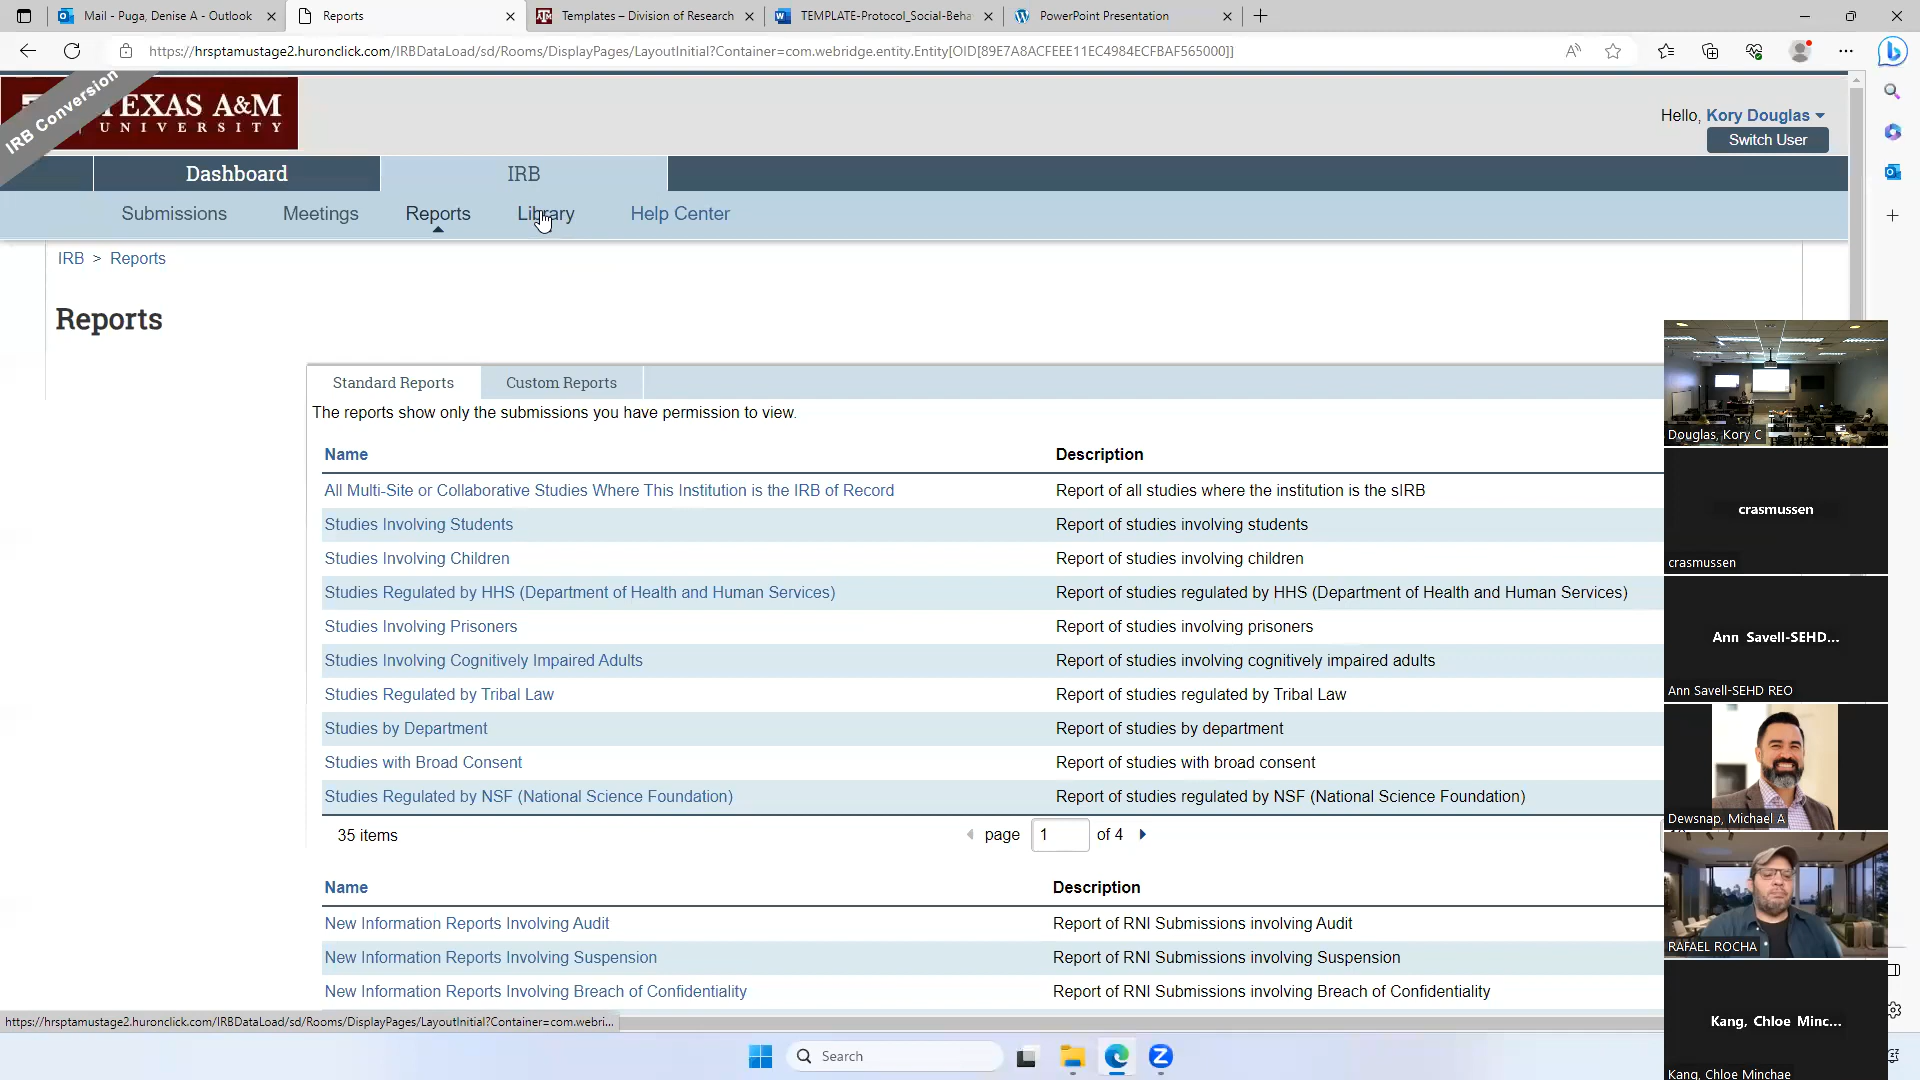 Mail - Puga, Denise A - Outlook
Reports
Templates – Division of Research
TEMPLATE-Protocol_Social-Beha
PowerPoint Presentation
https://hrsptamustage2.huronclick.com/IRBDataLoad/sd/Rooms/DisplayPages/LayoutInitial?Container=com.webridge.entity.Entity[OID[89E7A8ACFEEE11EC4984ECFBAF565000]]
IRB Conversion
TEXAS A&M
UNIVERSITY
Hello, Kory Douglas
Switch User
Dashboard
IRB
Submissions
Meetings
Reports
Library
Help Center
IRB > Reports
Reports
Standard Reports
Custom Reports
The reports show only the submissions you have permission to view.
Name
Description
All Multi-Site or Collaborative Studies Where This Institution is the IRB of Record
Report of all studies where the institution is the sIRB
Studies Involving Students
Report of studies involving students
Studies Involving Children
Report of studies involving children
Studies Regulated by HHS (Department of Health and Human Services)
Report of studies regulated by HHS (Department of Health and Human Services)
Studies Involving Prisoners
Report of studies involving prisoners
Studies Involving Cognitively Impaired Adults
Report of studies involving cognitively impaired adults
Studies Regulated by Tribal Law
Report of studies regulated by Tribal Law
Studies by Department
Report of studies by department
Studies with Broad Consent
Report of studies with broad consent
Studies Regulated by NSF (National Science Foundation)
Report of studies regulated by NSF (National Science Foundation)
35 items
page 1 of 4
Name
Description
New Information Reports Involving Audit
Report of RNI Submissions involving Audit
New Information Reports Involving Suspension
Report of RNI Submissions involving Suspension
New Information Reports Involving Breach of Confidentiality
Report of RNI Submissions involving Breach of Confidentiality
https://hrsptamustage2.huronclick.com/IRBDataLoad/sd/Rooms/DisplayPages/LayoutInitial?Container=com.webri...
Douglas, Kory C
crasmussen
crasmussen
Ann Savell-SEHD...
Ann Savell-SEHD REO
Dewsnap, Michael A
RAFAEL ROCHA
Kang, Chloe Minc...
Kang, Chloe Minchae
Search